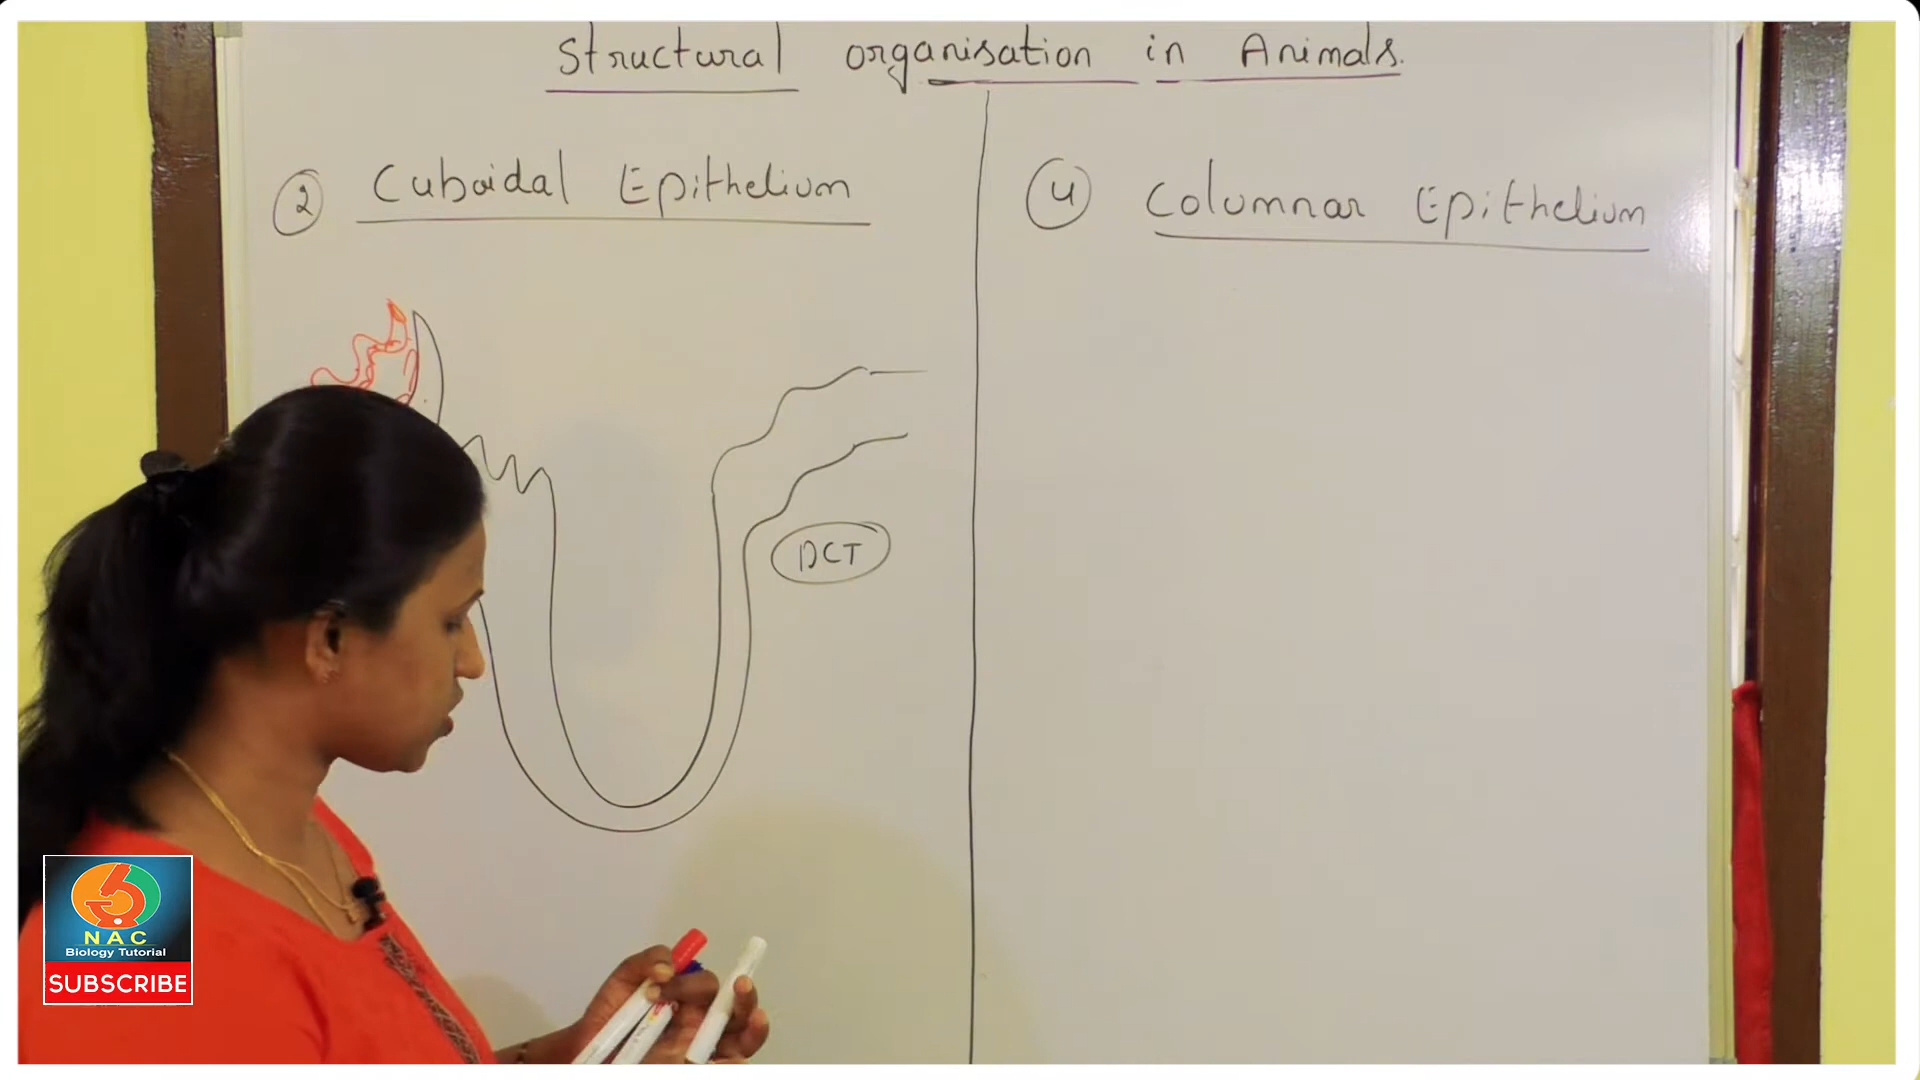 Structural organisation in Animals.
② Cuboidal Epithelium
④ Columnar Epithelium
DCT
NAC
Biology Tutorial
SUBSCRIBE